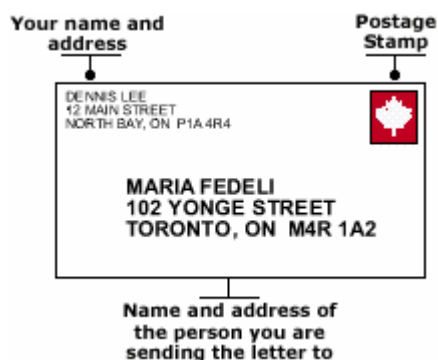 Your name and
address
Postage
Stamp
DENNIS LEE
12 MAIN STREET
NORTH BAY, ON P1A 4R4
MARIA FEDELI
102 YONGE STREET
TORONTO, ON M4R 1A2
Name and address of
the person you are
sending the letter to